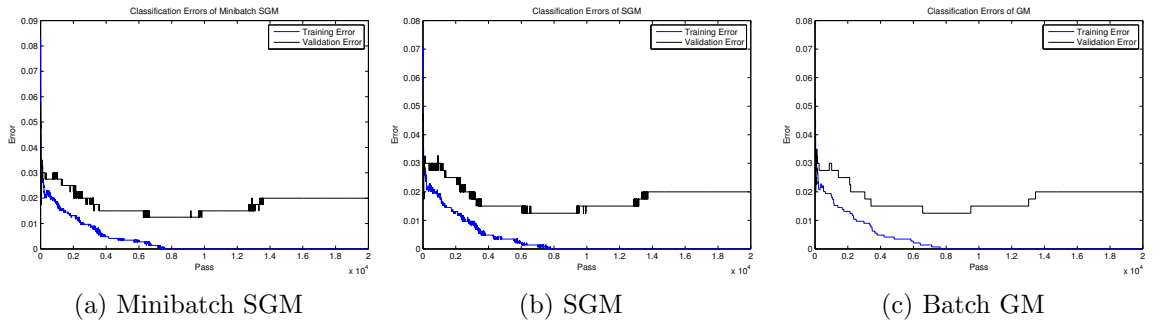 Classification Errors of Minibatch SGM
0.09
0.08
0.07
0.06
0.05
0.04
0.03
0.02
0.01
0
Error
Training Error
Validation Error
0 0.2 0.4 0.6 0.8 1 1.2 1.4 1.6 1.8 2
Pass
x 10⁴
(a) Minibatch SGM
Classification Errors of SGM
0.08
0.07
0.06
0.05
0.04
0.03
0.02
0.01
0
Error
Training Error
Validation Error
0 0.2 0.4 0.6 0.8 1 1.2 1.4 1.6 1.8 2
Pass
x 10⁴
(b) SGM
Classification Errors of GM
0.08
0.07
0.06
0.05
0.04
0.03
0.02
0.01
0
Error
Training Error
Validation Error
0 0.2 0.4 0.6 0.8 1 1.2 1.4 1.6 1.8 2
Pass
x 10⁴
(c) Batch GM